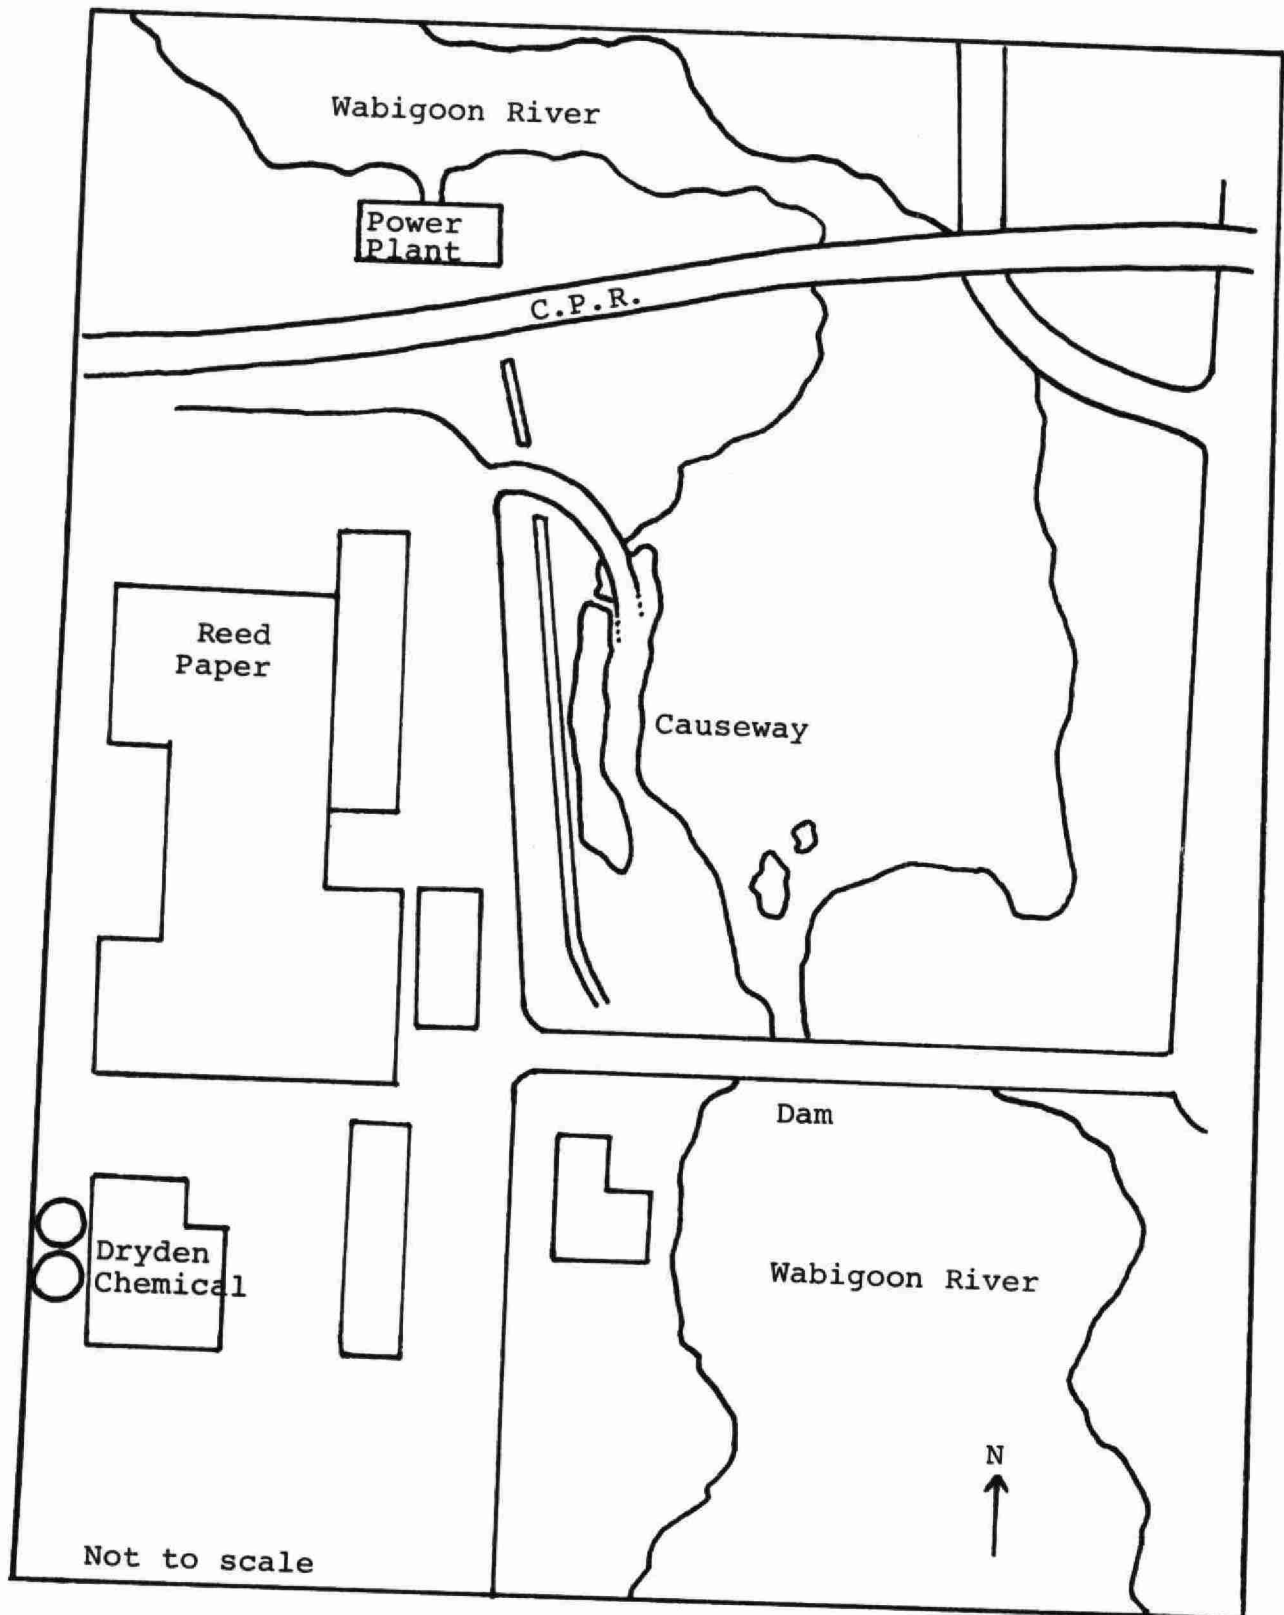 Wabigoon River
Power
Plant
C.P.R.
Reed
Paper
Causeway
Dam
Dryden
Chemical
Wabigoon River
N
Not to scale